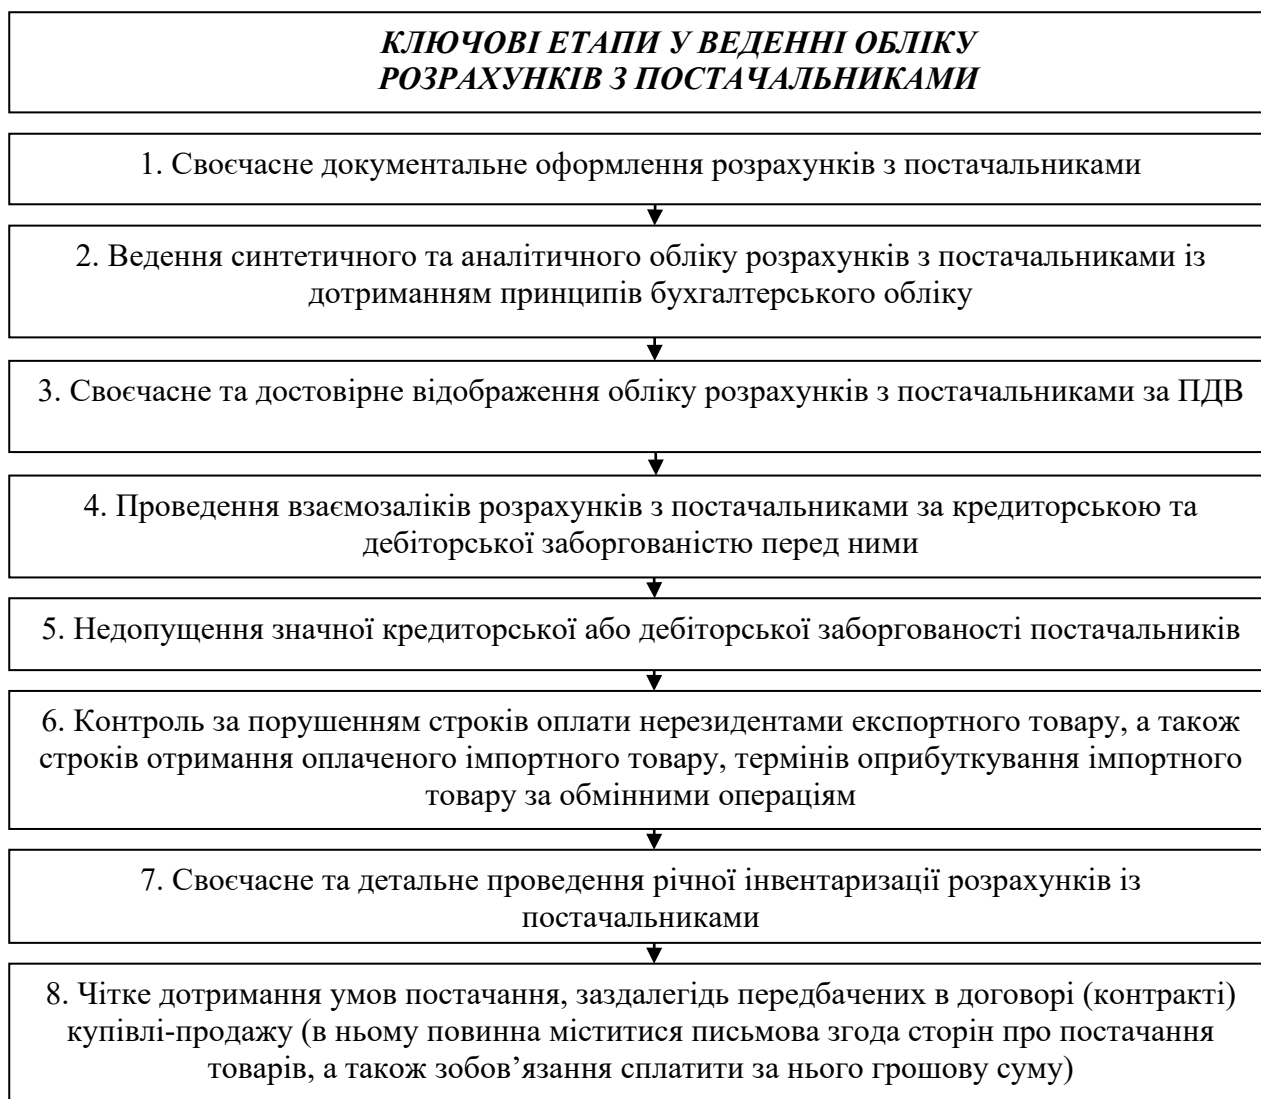 КЛЮЧОВІ ЕТАПИ У ВЕДЕННІ ОБЛІКУ
РОЗРАХУНКІВ З ПОСТАЧАЛЬНИКАМИ
1. Своєчасне документальне оформлення розрахунків з постачальниками
2. Ведення синтетичного та аналітичного обліку розрахунків з постачальниками із
дотриманням принципів бухгалтерського обліку
3. Своєчасне та достовірне відображення обліку розрахунків з постачальниками за ПДВ
4. Проведення взаємозаліків розрахунків з постачальниками за кредиторською та
дебіторської заборгованістю перед ними
5. Недопущення значної кредиторської або дебіторської заборгованості постачальників
6. Контроль за порушенням строків оплати нерезидентами експортного товару, а також
строків отримання оплаченого імпортного товару, термінів оприбуткування імпортного
товару за обмінними операціям
7. Своєчасне та детальне проведення річної інвентаризації розрахунків із
постачальниками
8. Чітке дотримання умов постачання, заздалегідь передбачених в договорі (контракті)
купівлі-продажу (в ньому повинна міститися письмова згода сторін про постачання
товарів, а також зобов’язання сплатити за нього грошову суму)